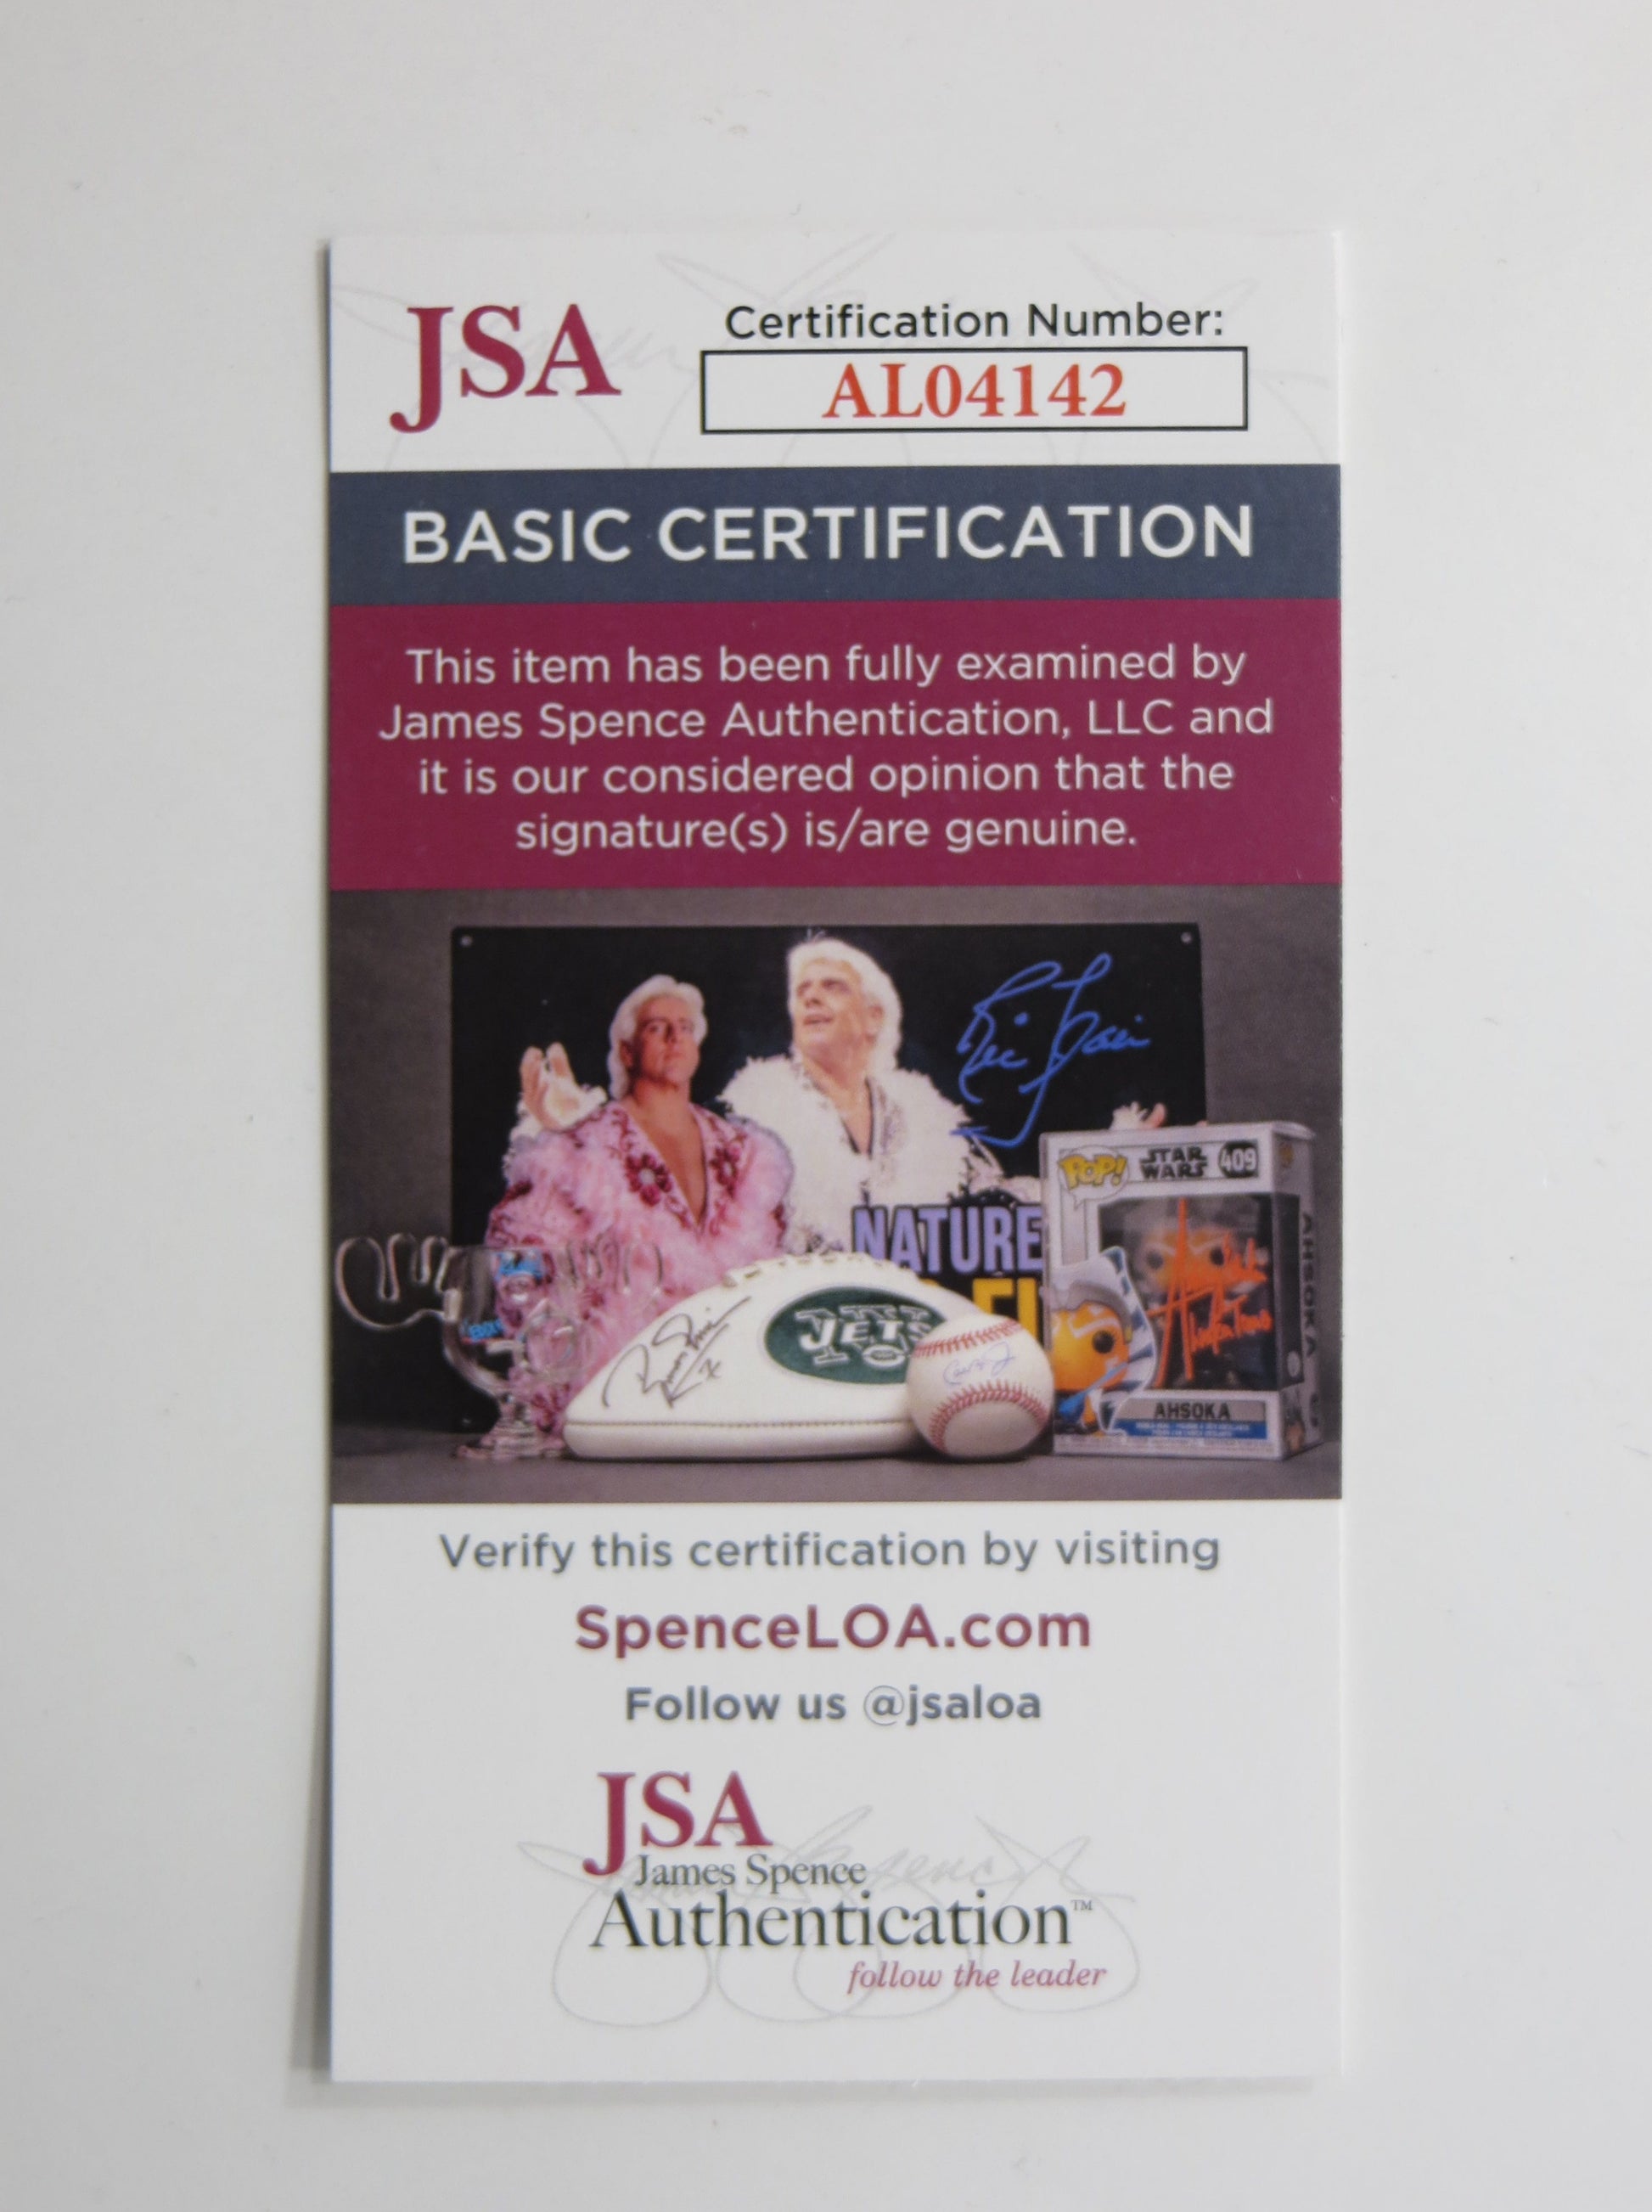 JSA
Certification Number:
AL04142
BASIC CERTIFICATION
This item has been fully examined by
James Spence Authentication, LLC and
it is our considered opinion that the
signature(s) is/are genuine.
Ric Flair
NATURE
POP! STAR WARS 409
JETS
AHSOKA
AHSOKA
Verify this certification by visiting
SpenceLOA.com
Follow us @jsaloa
JSA
James Spence
Authentication™
follow the leader